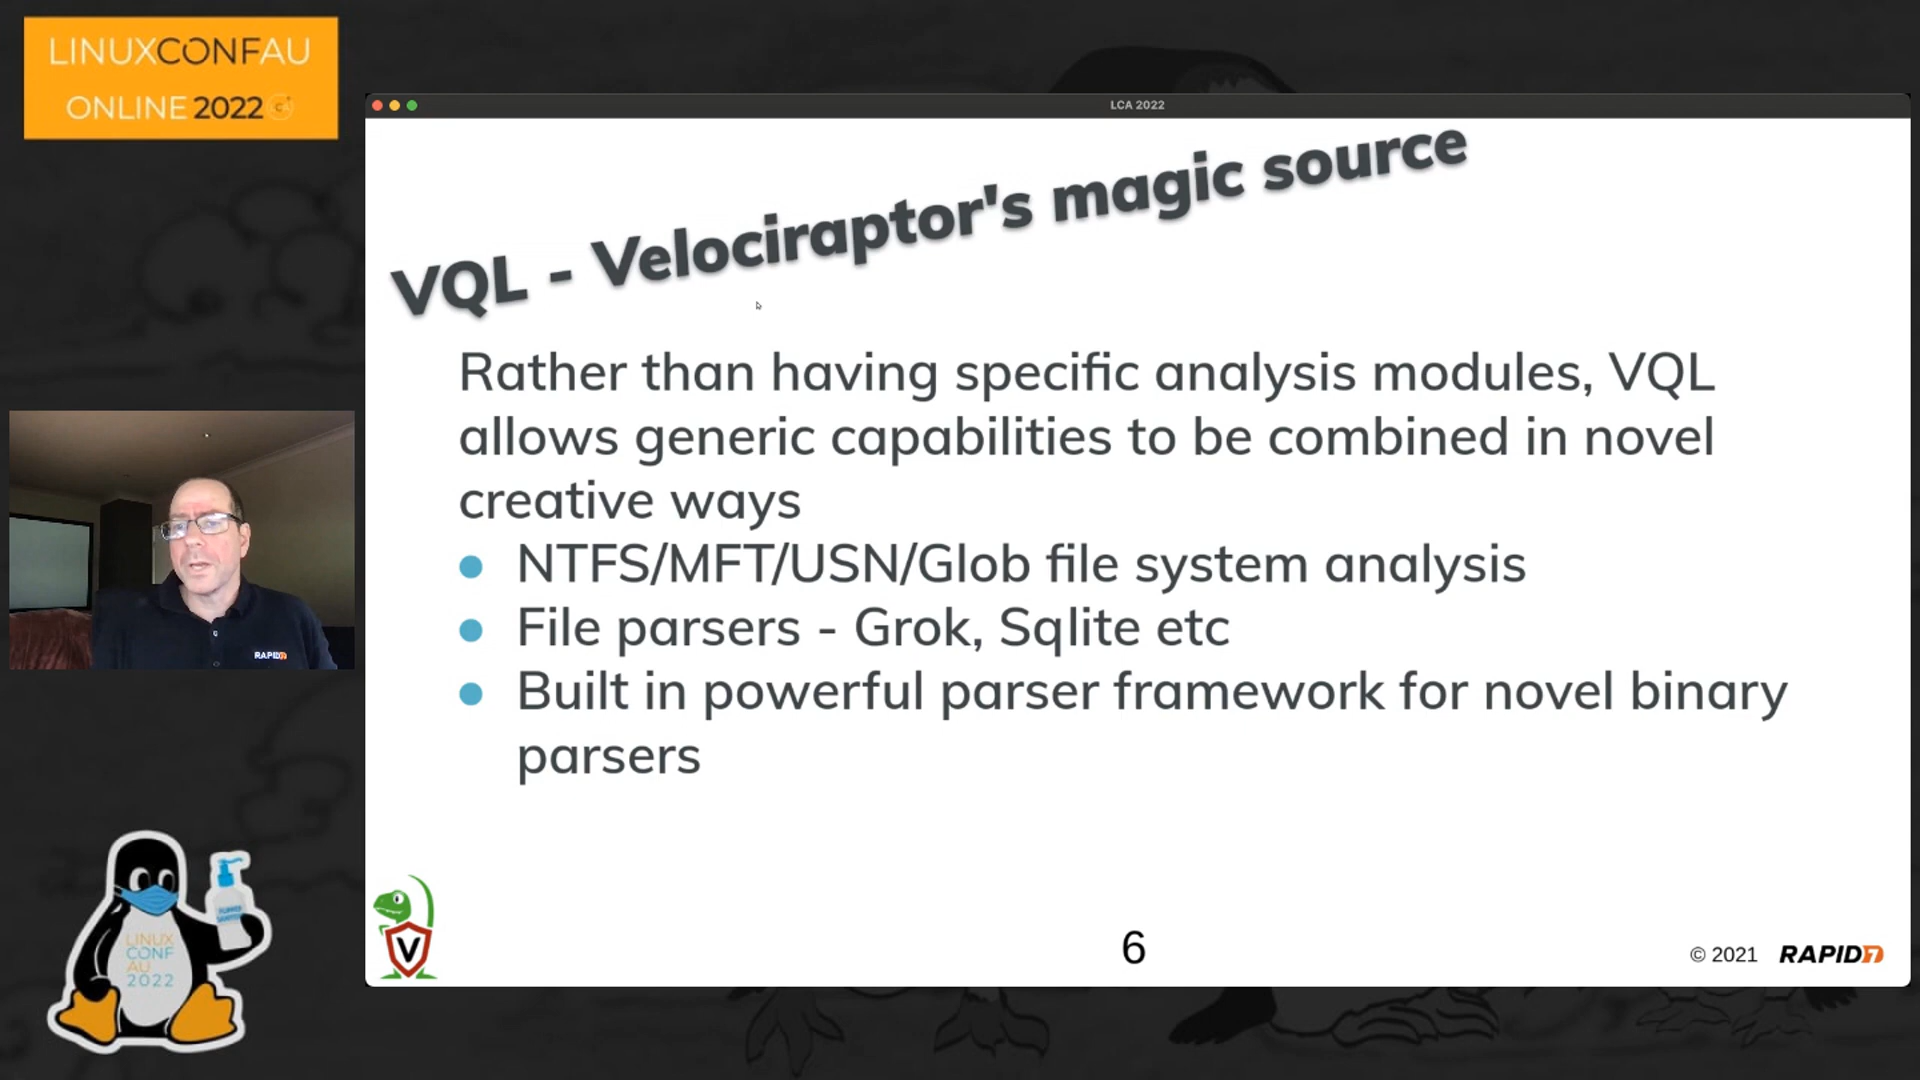 LINUXCONFAU
ONLINE 2022
LCA 2022
VQL - Velociraptor's magic source
Rather than having specific analysis modules, VQL
allows generic capabilities to be combined in novel
creative ways
NTFS/MFT/USN/Glob file system analysis
File parsers - Grok, Sqlite etc
Built in powerful parser framework for novel binary
parsers
RAPID7
LINUX
CONF
AU
2022
V
6
© 2021 RAPID7